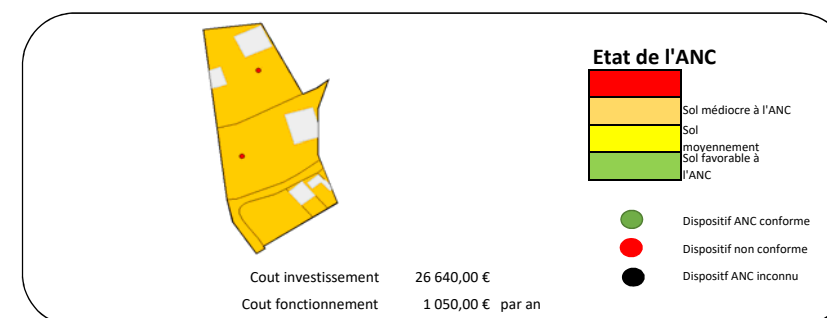 Etat de l'ANC
Sol médiocre à l'ANC
Sol
moyennement
Sol favorable à
l'ANC
Dispositif ANC conforme
Dispositif non conforme
Dispositf ANC inconnu
Cout investissement 26 640,00 €
Cout fonctionnement 1 050,00 € par an